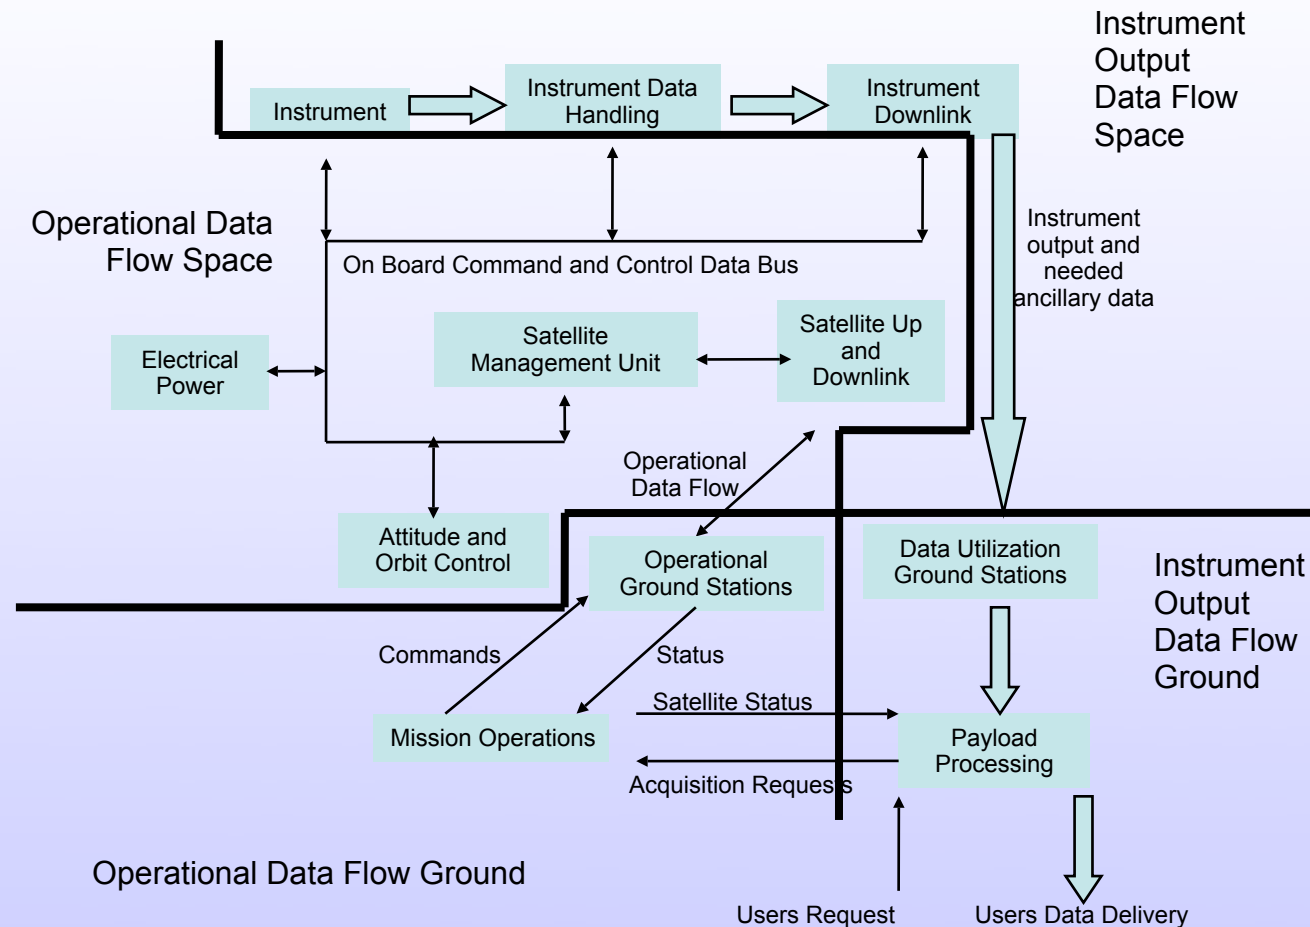 Instrument
Output
Data Flow
Space
Instrument
Instrument Data
Handling
Instrument
Downlink
Operational Data
Flow Space
Instrument
output and
needed
ancillary data
On Board Command and Control Data Bus
Electrical
Power
Satellite
Management Unit
Satellite Up
and
Downlink
Operational
Data Flow
Attitude and
Orbit Control
Operational
Ground Stations
Data Utilization
Ground Stations
Instrument
Output
Data Flow
Ground
Commands
Status
Satellite Status
Mission Operations
Payload
Processing
Acquisition Requests
Operational Data Flow Ground
Users Request
Users Data Delivery